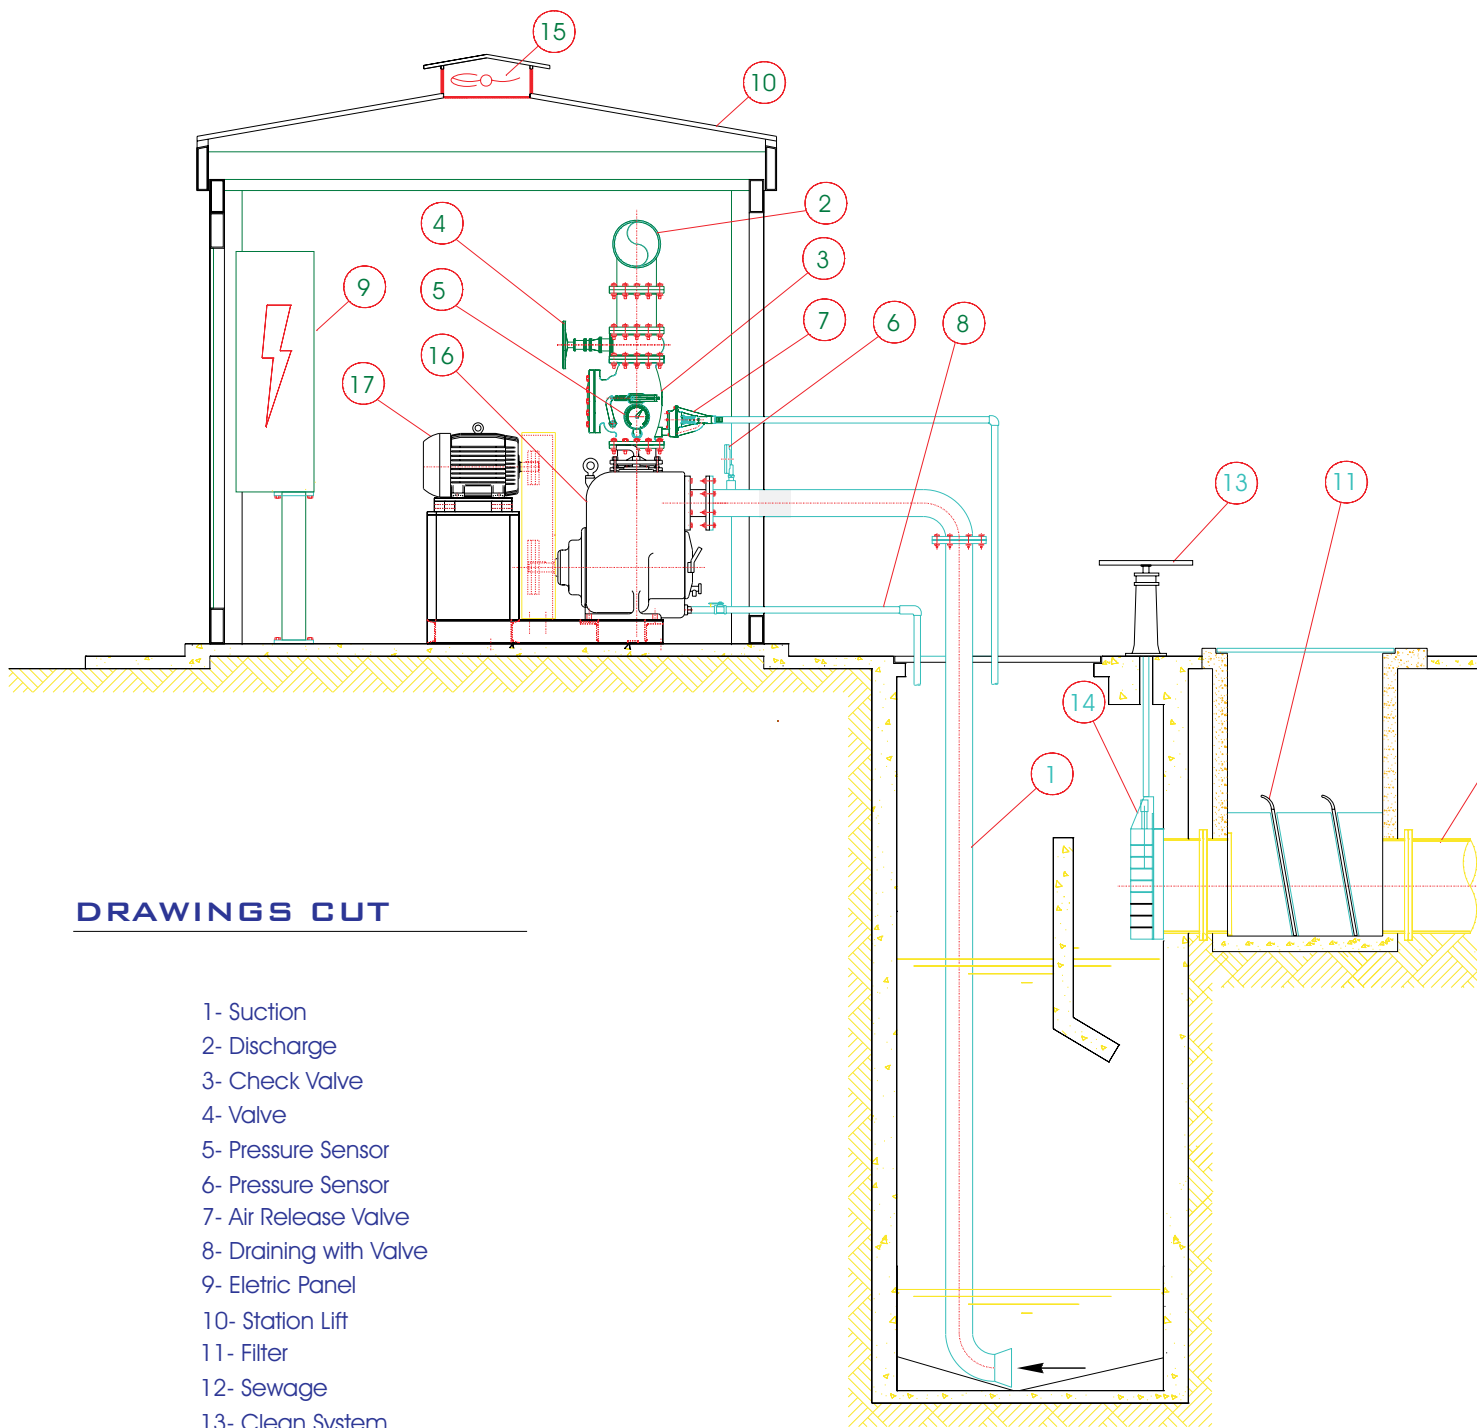 15
10
2
4
3
5
9
7
6
8
16
17
13
11
14
1
DRAWINGS CUT
1- Suction
2- Discharge
3- Check Valve
4- Valve
5- Pressure Sensor
6- Pressure Sensor
7- Air Release Valve
8- Draining with Valve
9- Eletric Panel
10- Station Lift
11- Filter
12- Sewage
13- Clean System